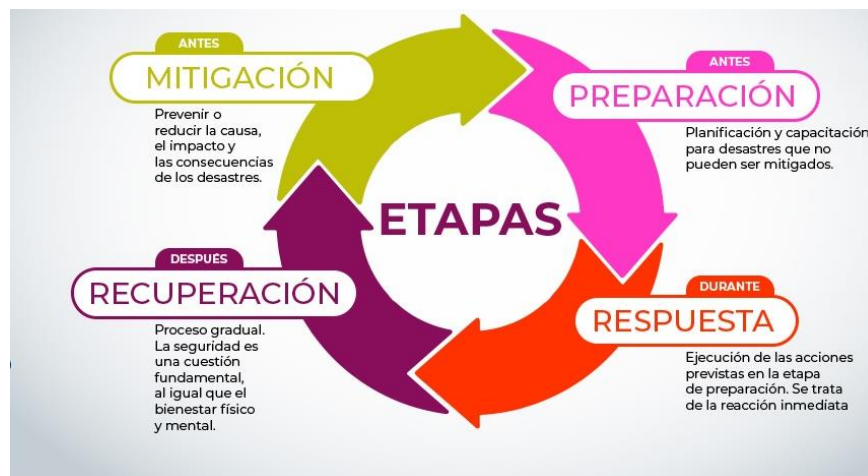 ANTES
MITIGACIÓN
Prevenir o
reducir la causa,
el impacto y
las consecuencias
de los desastres.
ANTES
PREPARACIÓN
Planificación y capacitación
para desastres que no
pueden ser mitigados.
ETAPAS
DESPUÉS
RECUPERACIÓN
Proceso gradual.
La seguridad es
una cuestión
fundamental,
al igual que el
bienestar físico
y mental.
DURANTE
RESPUESTA
Ejecución de las acciones
previstas en la etapa
de preparación. Se trata
de la reacción inmediata